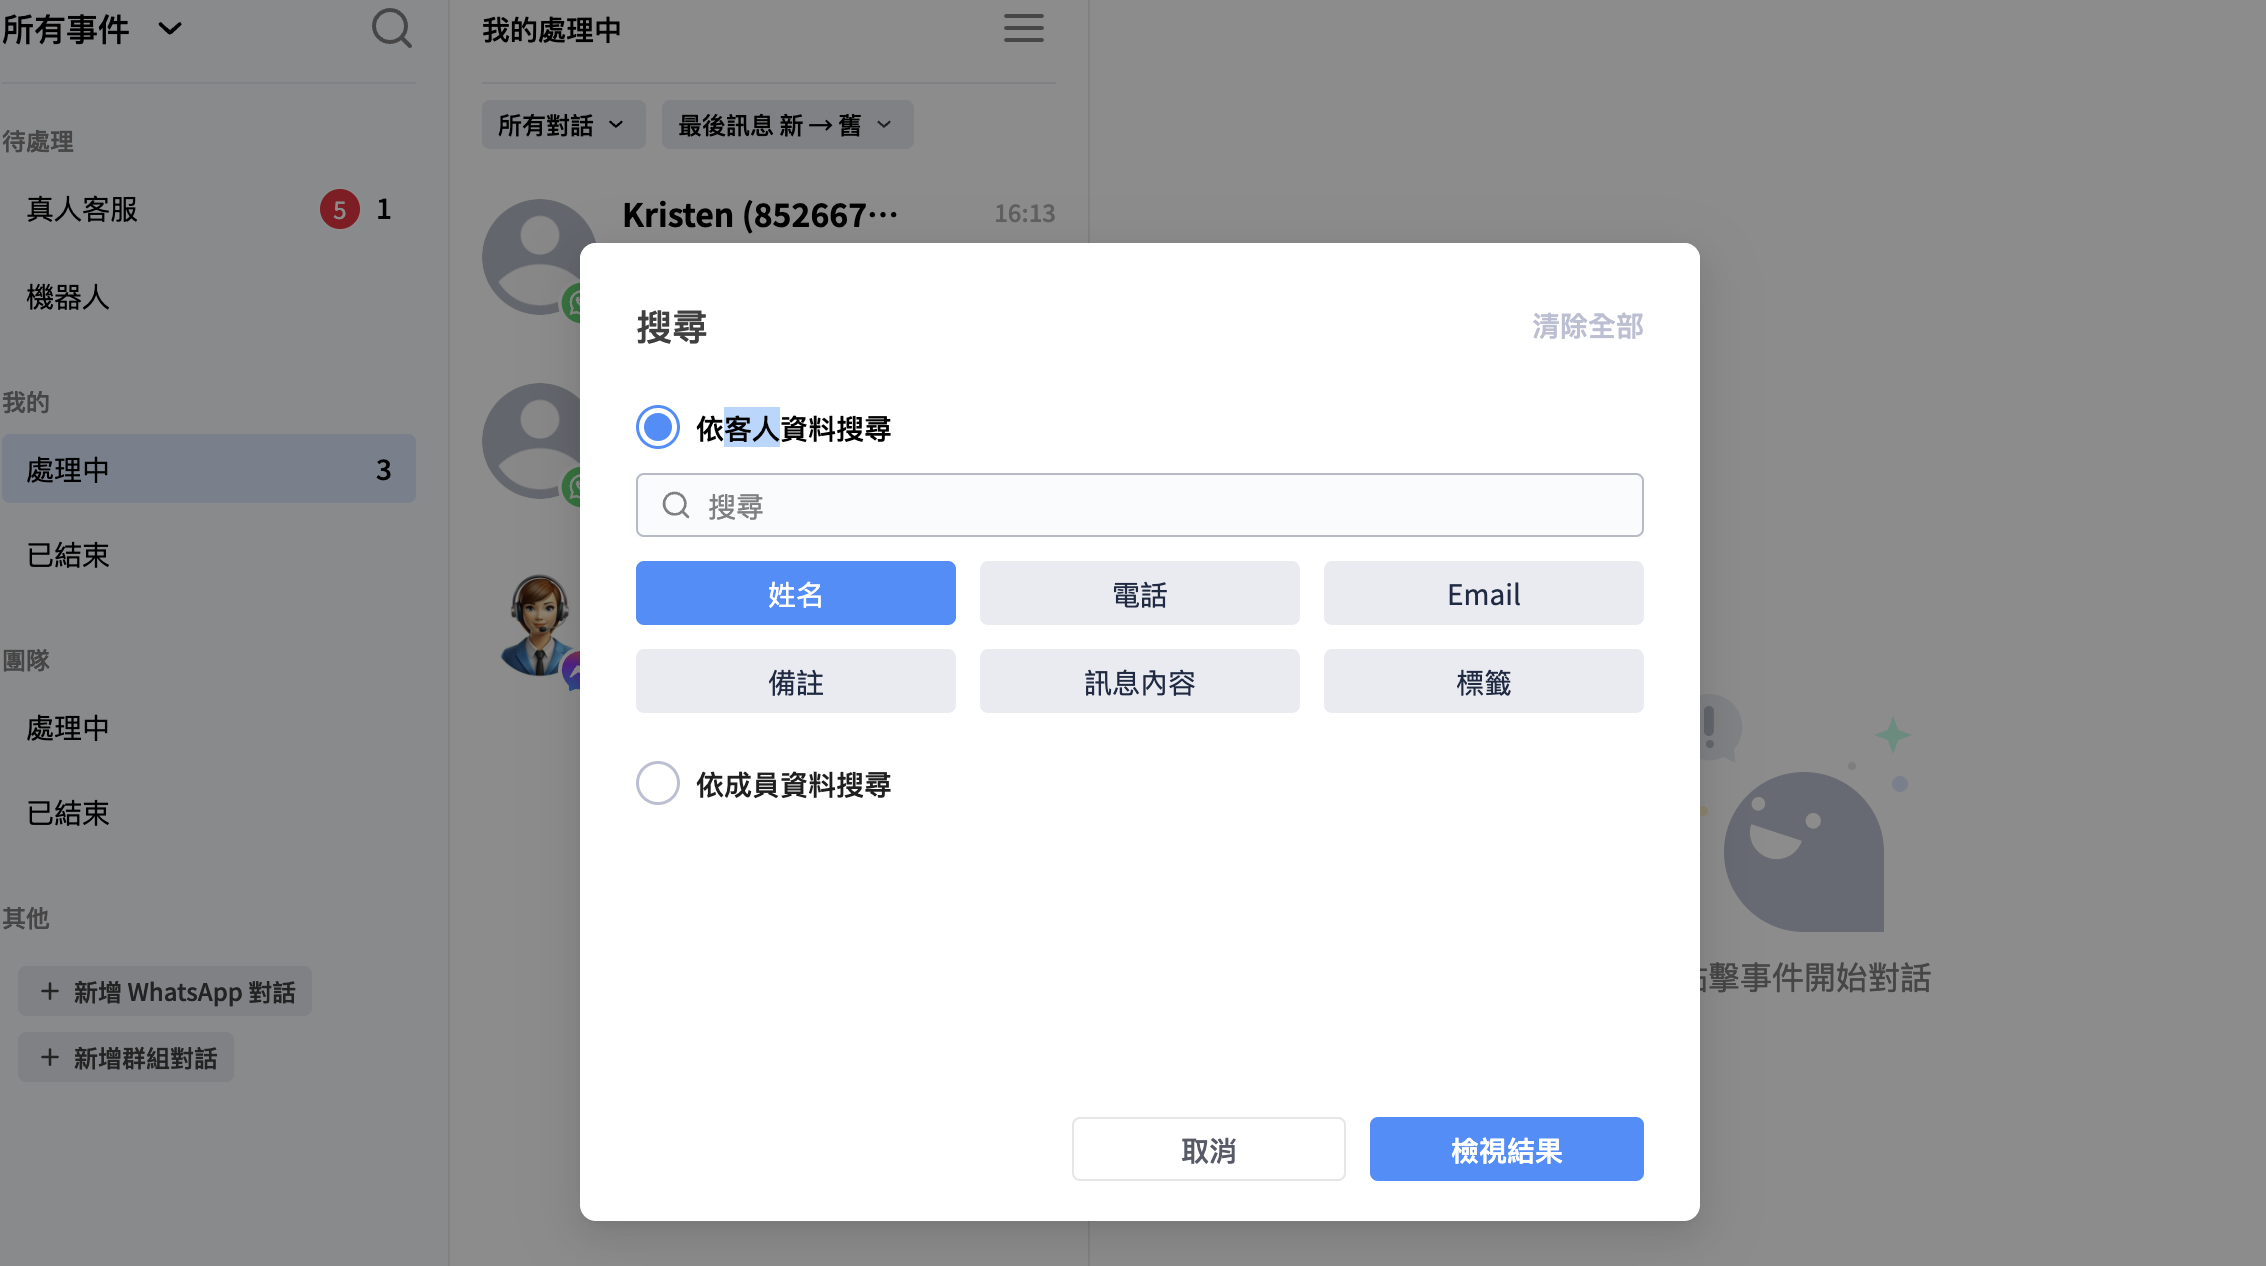 所有事件
待處理
真人客服 5 1
機器人
我的
處理中 3
已結束
團隊
處理中
已結束
其他
+ 新增 WhatsApp 對話
+ 新增群組對話
我的處理中
所有對話 最後訊息 新→舊
Kristen (852667… 16:13
搜尋 清除全部
依客人資料搜尋
搜尋
姓名 電話 Email
備註 訊息內容 標籤
依成員資料搜尋
取消 檢視結果
擊事件開始對話